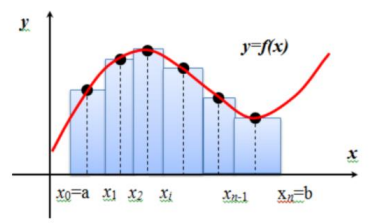 y
y=f(x)
x
x₀=a x₁ x₂ xᵢ xₙ₋₁ xₙ=b